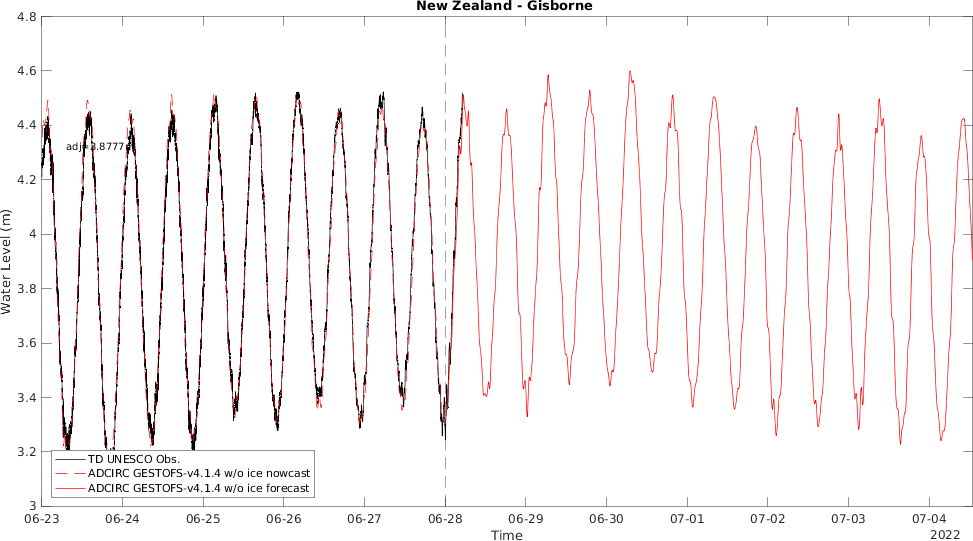 New Zealand - Gisborne
4.8
4.6
4.4
4.2
4
3.8
3.6
3.4
3.2
3
Water Level (m)
adj=3.8777
TD UNESCO Obs.
ADCIRC GESTOFS-v4.1.4 w/o ice nowcast
ADCIRC GESTOFS-v4.1.4 w/o ice forecast
06-23 06-24 06-25 06-26 06-27 06-28 06-29 06-30 07-01 07-02 07-03 07-04
Time
2022